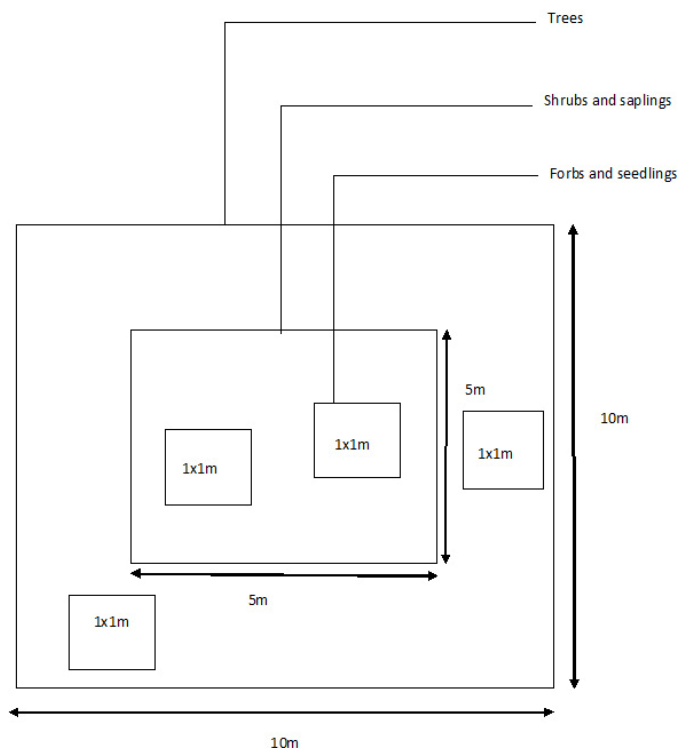 Trees
Shrubs and saplings
Forbs and seedlings
5m
10m
1x1m
1x1m
1x1m
5m
1x1m
10m